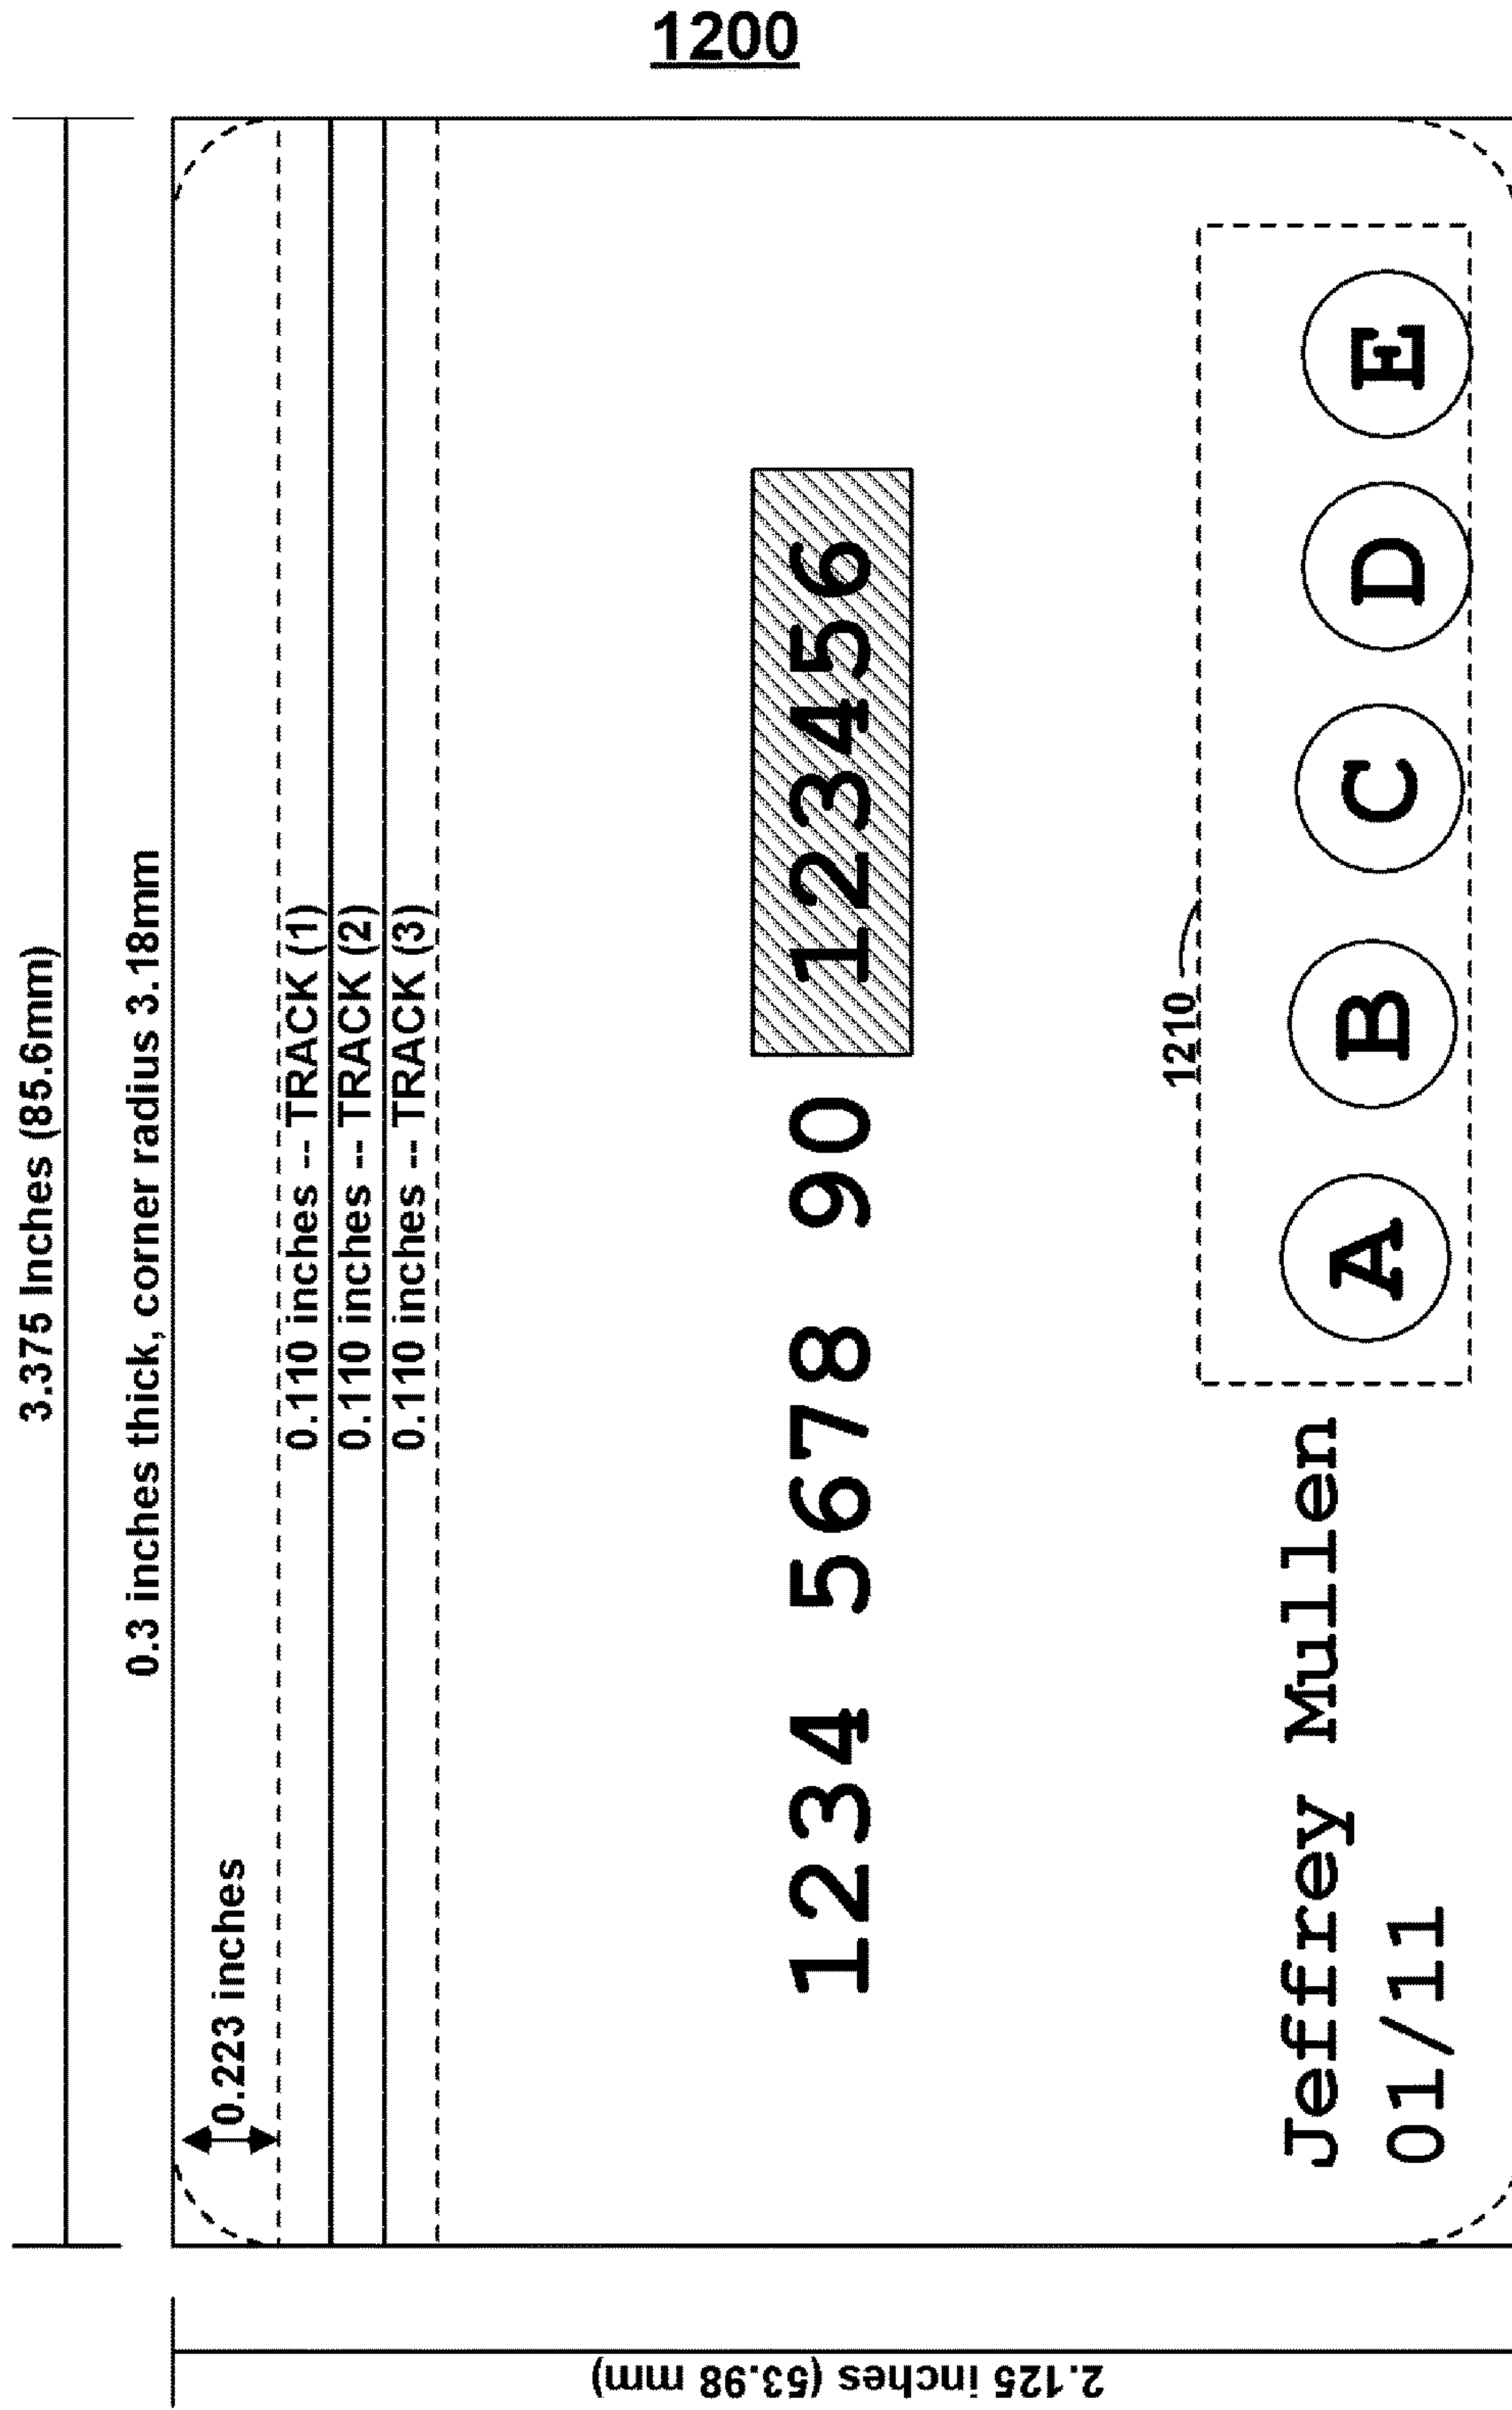 1200
3.375 Inches (85.6mm)
0.3 inches thick, corner radius 3.18mm
0.223 inches
0.110 inches -- TRACK (1)
0.110 inches -- TRACK (2)
0.110 inches -- TRACK (3)
1234 5678 90 123456
1210
Jeffrey Mullen
01/11
A B C D E
2.125 inches (53.98 mm)